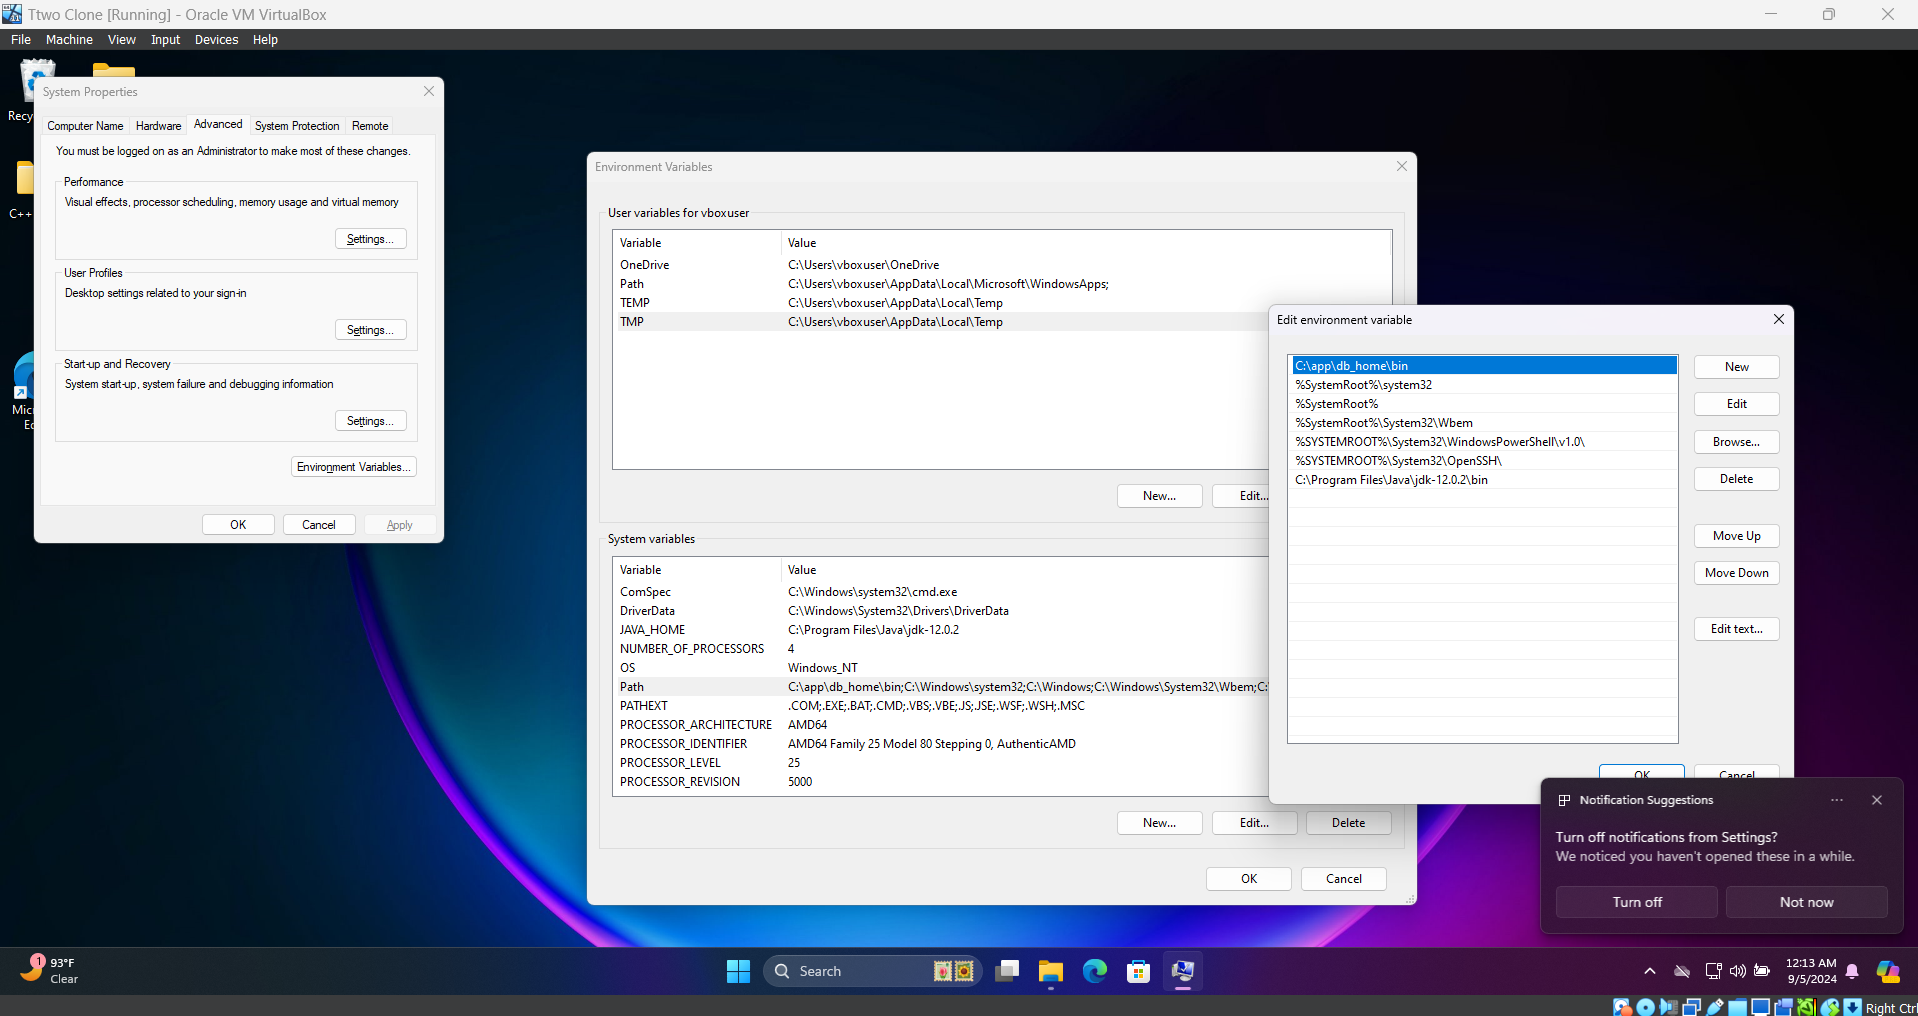 Ttwo Clone [Running] - Oracle VM VirtualBox
File Machine View Input Devices Help
Recy
C++
Mic
Ed
System Properties
Computer Name Hardware Advanced System Protection Remote
You must be logged on as an Administrator to make most of these changes.
Performance
Visual effects, processor scheduling, memory usage and virtual memory
Settings...
User Profiles
Desktop settings related to your sign-in
Settings...
Start-up and Recovery
System start-up, system failure and debugging information
Settings...
Environment Variables...
OK Cancel Apply
Environment Variables
User variables for vboxuser
Variable Value
OneDrive C:\Users\vboxuser\OneDrive
Path C:\Users\vboxuser\AppData\Local\Microsoft\WindowsApps;
TEMP C:\Users\vboxuser\AppData\Local\Temp
TMP C:\Users\vboxuser\AppData\Local\Temp
New... Edit...
System variables
Variable Value
ComSpec C:\Windows\system32\cmd.exe
DriverData C:\Windows\System32\Drivers\DriverData
JAVA_HOME C:\Program Files\Java\jdk-12.0.2
NUMBER_OF_PROCESSORS 4
OS Windows_NT
Path C:\app\db_home\bin;C:\Windows\system32;C:\Windows;C:\Windows\System32\Wbem;C:
PATHEXT .COM;.EXE;.BAT;.CMD;.VBS;.VBE;.JS;.JSE;.WSF;.WSH;.MSC
PROCESSOR_ARCHITECTURE AMD64
PROCESSOR_IDENTIFIER AMD64 Family 25 Model 80 Stepping 0, AuthenticAMD
PROCESSOR_LEVEL 25
PROCESSOR_REVISION 5000
New... Edit... Delete
OK Cancel
Edit environment variable
C:\app\db_home\bin
%SystemRoot%\system32
%SystemRoot%
%SystemRoot%\System32\Wbem
%SYSTEMROOT%\System32\WindowsPowerShell\v1.0\
%SYSTEMROOT%\System32\OpenSSH\
C:\Program Files\Java\jdk-12.0.2\bin
New
Edit
Browse...
Delete
Move Up
Move Down
Edit text...
OK Cancel
Notification Suggestions
Turn off notifications from Settings?
We noticed you haven't opened these in a while.
Turn off Not now
1
93°F
Clear
Search
12:13 AM
9/5/2024
Right Ctrl